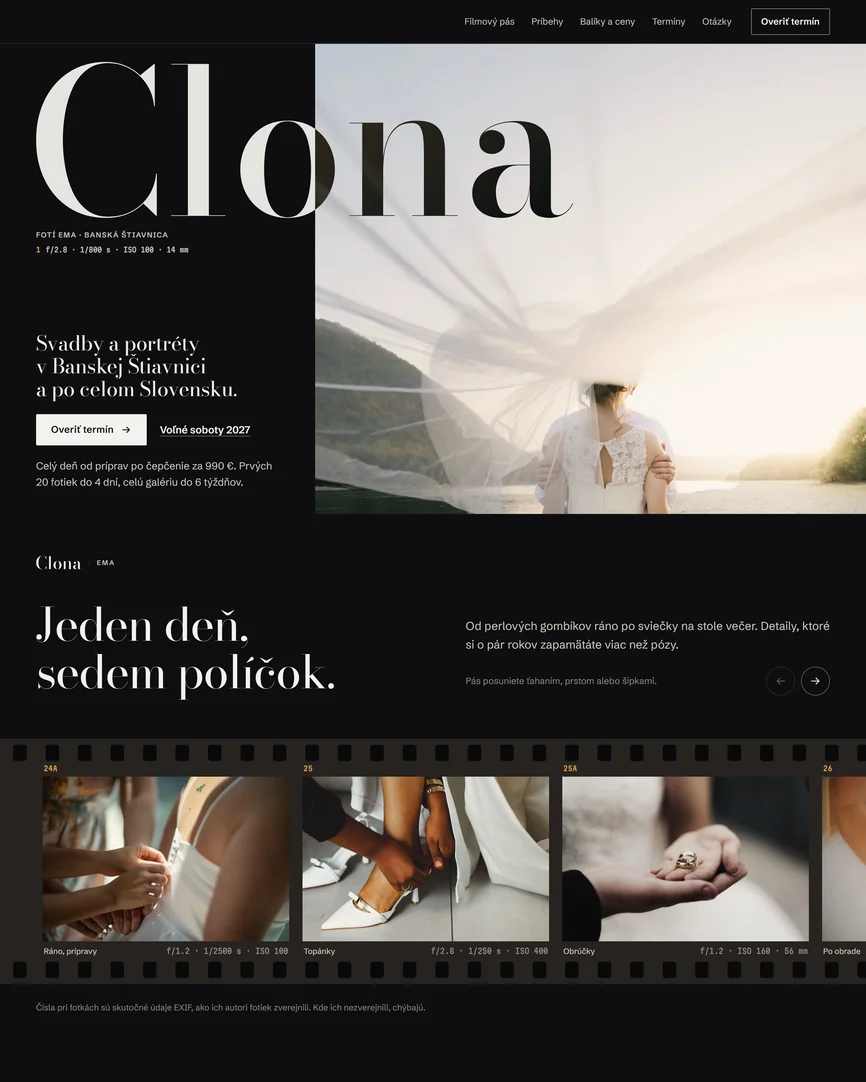 Filmový pás Príbehy Balíky a ceny Termíny Otázky Overiť termín
Clona
FOTÍ EMA · BANSKÁ ŠTIAVNICA
1 f/2.8 · 1/800 s · ISO 100 · 14 mm
Svadby a portréty
v Banskej Štiavnici
a po celom Slovensku.
Overiť termín → Voľné soboty 2027
Celý deň od príprav po čepčenie za 990 €. Prvých
20 fotiek do 4 dní, celú galériu do 6 týždňov.
Clona EMA
Jeden deň,
sedem políčok.
Od perlových gombíkov ráno po sviečky na stole večer. Detaily, ktoré
si o pár rokov zapamätáte viac než pózy.
Pás posuniete ťahaním, prstom alebo šípkami. ← →
24A 25 25A 26
Ráno, prípravy f/1.2 · 1/2500 s · ISO 100 Topánky f/2.8 · 1/250 s · ISO 400 Obrúčky f/1.2 · ISO 160 · 56 mm Po obrade
Čísla pri fotkách sú skutočné údaje EXIF, ako ich autori fotiek zverejnili. Kde ich nezverejnili, chýbajú.